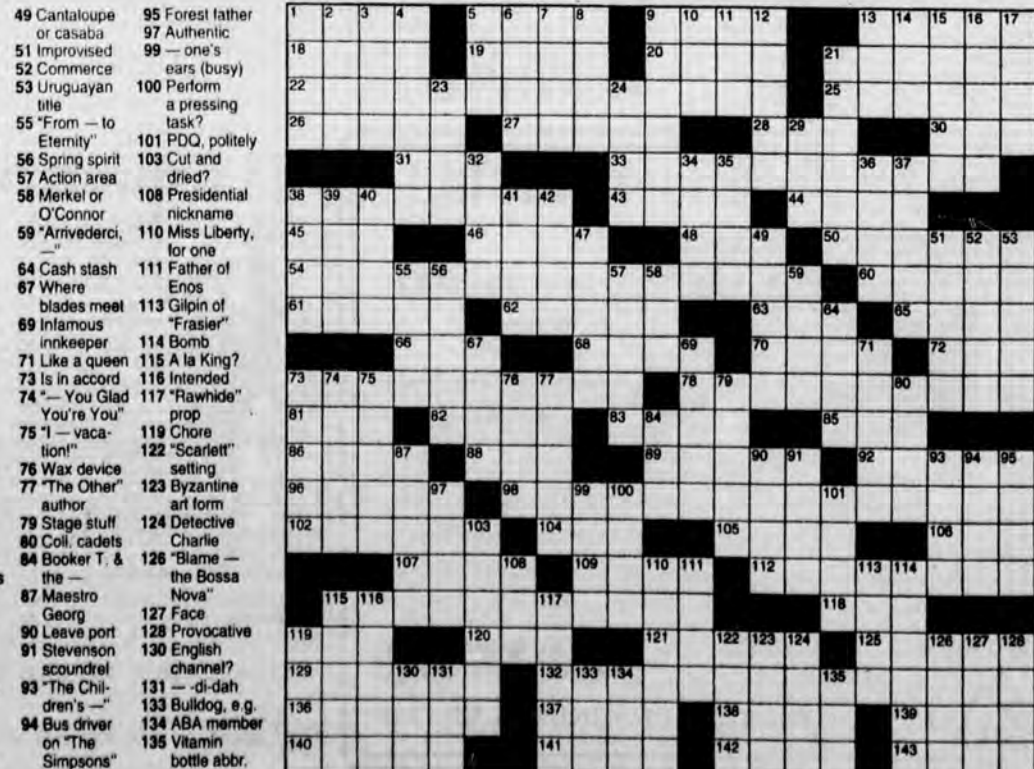 49 Cantaloupe
or casaba
51 Improvised
52 Commerce
53 Uruguayan
title
55 "From — to
Eternity"
56 Spring spirit
57 Action area
58 Merkel or
O'Connor
59 "Arrivederci,
—"
64 Cash stash
67 Where
blades meet
69 Infamous
innkeeper
71 Like a queen
73 Is in accord
74 "— You Glad
You're You"
75 "I — vaca-
tion!"
76 Wax device
77 "The Other"
author
79 Stage stuff
80 Coll. cadets
84 Booker T. &
the —
87 Maestro
Georg
90 Leave port
91 Stevenson
scoundrel
93 "The Chil-
dren's —"
94 Bus driver
on "The
Simpsons"
95 Forest father
97 Authentic
99 — one's
ears (busy)
100 Perform
a pressing
task?
101 PDQ, politely
103 Cut and
dried?
108 Presidential
nickname
110 Miss Liberty,
for one
111 Father of
Enos
113 Gilpin of
"Frasier"
114 Bomb
115 A la King?
116 Intended
117 "Rawhide"
prop
119 Chore
122 "Scarlett"
setting
123 Byzantine
art form
124 Detective
Charlie
126 "Blame —
the Bossa
Nova"
127 Face
128 Provocative
130 English
channel?
131 — -di-dah
133 Bulldog, e.g.
134 ABA member
135 Vitamin
bottle abbr.
1 2 3 4 5 6 7 8 9 10 11 12 13 14 15 16 17
18 19 20 21
22 23 24 25
26 27 28 29 30
31 32 33 34 35 36 37
38 39 40 41 42 43 44
45 46 47 48 49 50 51 52 53
54 55 56 57 58 59 60
61 62 63 64 65
66 67 68 69 70 71 72
73 74 75 76 77 78 79 80
81 82 83 84 85
86 87 88 89 90 91 92 93 94 95
96 97 98 99 100 101
102 103 104 105 106
107 108 109 110 111 112 113 114
115 116 117 118
119 120 121 122 123 124 125 126 127 128
129 130 131 132 133 134 135
136 137 138 139
140 141 142 143